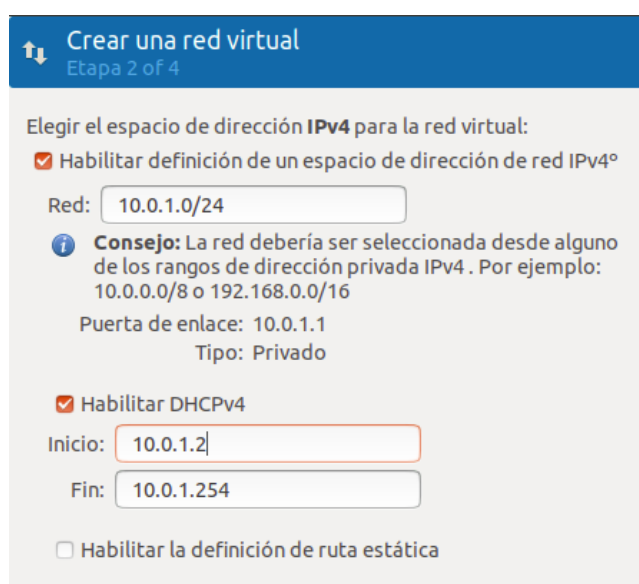 Crear una red virtual
Etapa 2 of 4
Elegir el espacio de dirección IPv4 para la red virtual:
Habilitar definición de un espacio de dirección de red IPv4º
Red: 10.0.1.0/24
Consejo: La red debería ser seleccionada desde alguno
de los rangos de dirección privada IPv4 . Por ejemplo:
10.0.0.0/8 o 192.168.0.0/16
Puerta de enlace: 10.0.1.1
Tipo: Privado
Habilitar DHCPv4
Inicio: 10.0.1.2
Fin: 10.0.1.254
Habilitar la definición de ruta estática